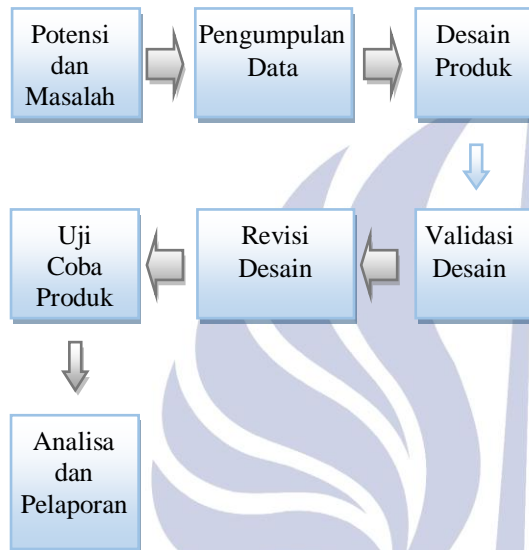 Potensi
dan
Masalah
Pengumpulan
Data
Desain
Produk
Validasi
Desain
Revisi
Desain
Uji
Coba
Produk
Analisa
dan
Pelaporan